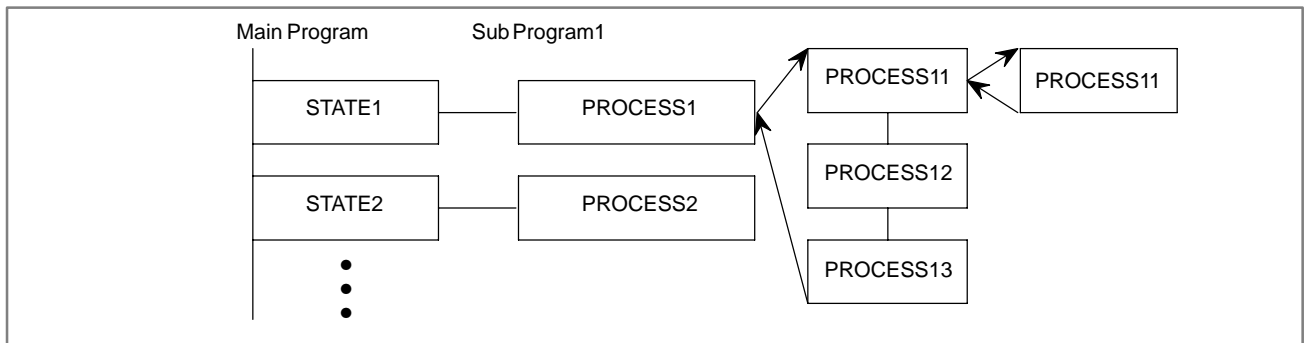 Main Program
Sub Program1
STATE1
PROCESS1
PROCESS11
PROCESS11
PROCESS12
STATE2
PROCESS2
PROCESS13